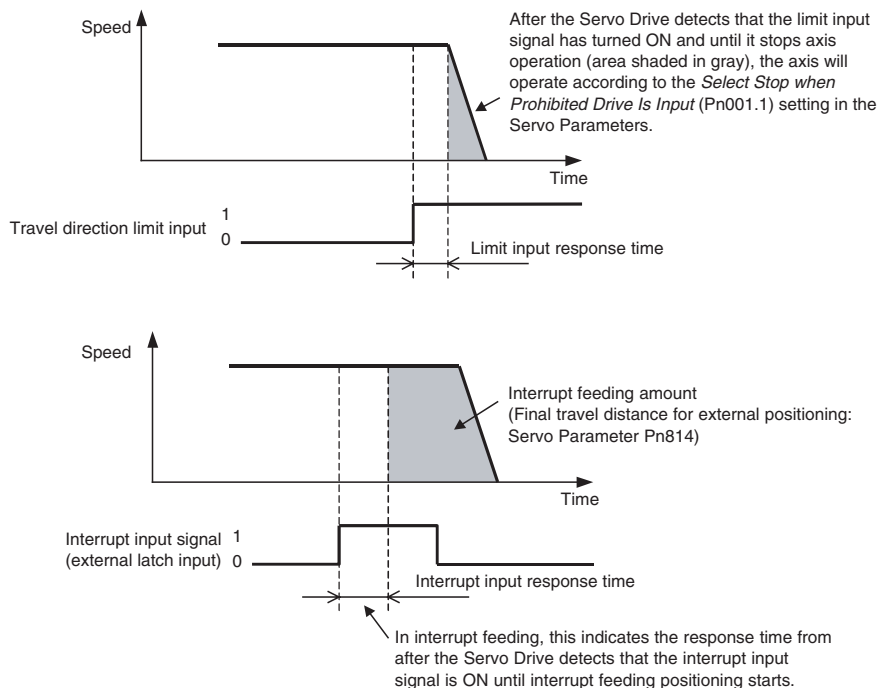 Speed
After the Servo Drive detects that the limit input
signal has turned ON and until it stops axis
operation (area shaded in gray), the axis will
operate according to the Select Stop when
Prohibited Drive Is Input (Pn001.1) setting in the
Servo Parameters.
Time
Travel direction limit input
1
0
Limit input response time
Speed
Interrupt feeding amount
(Final travel distance for external positioning:
Servo Parameter Pn814)
Time
Interrupt input signal 1
(external latch input) 0
Interrupt input response time
In interrupt feeding, this indicates the response time from
after the Servo Drive detects that the interrupt input
signal is ON until interrupt feeding positioning starts.